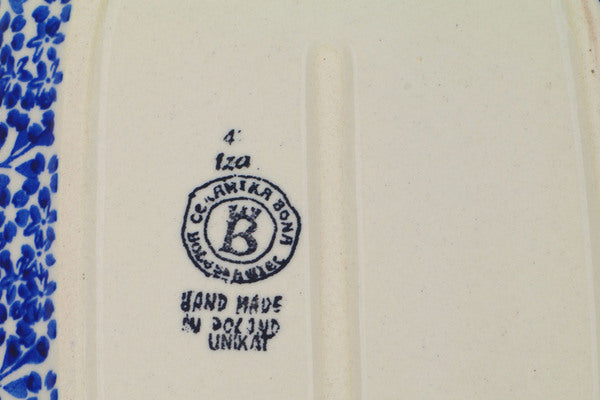 4
Iza
CERAMIKA BONA
B
HAND MADE
IN POLAND
UNIKAT